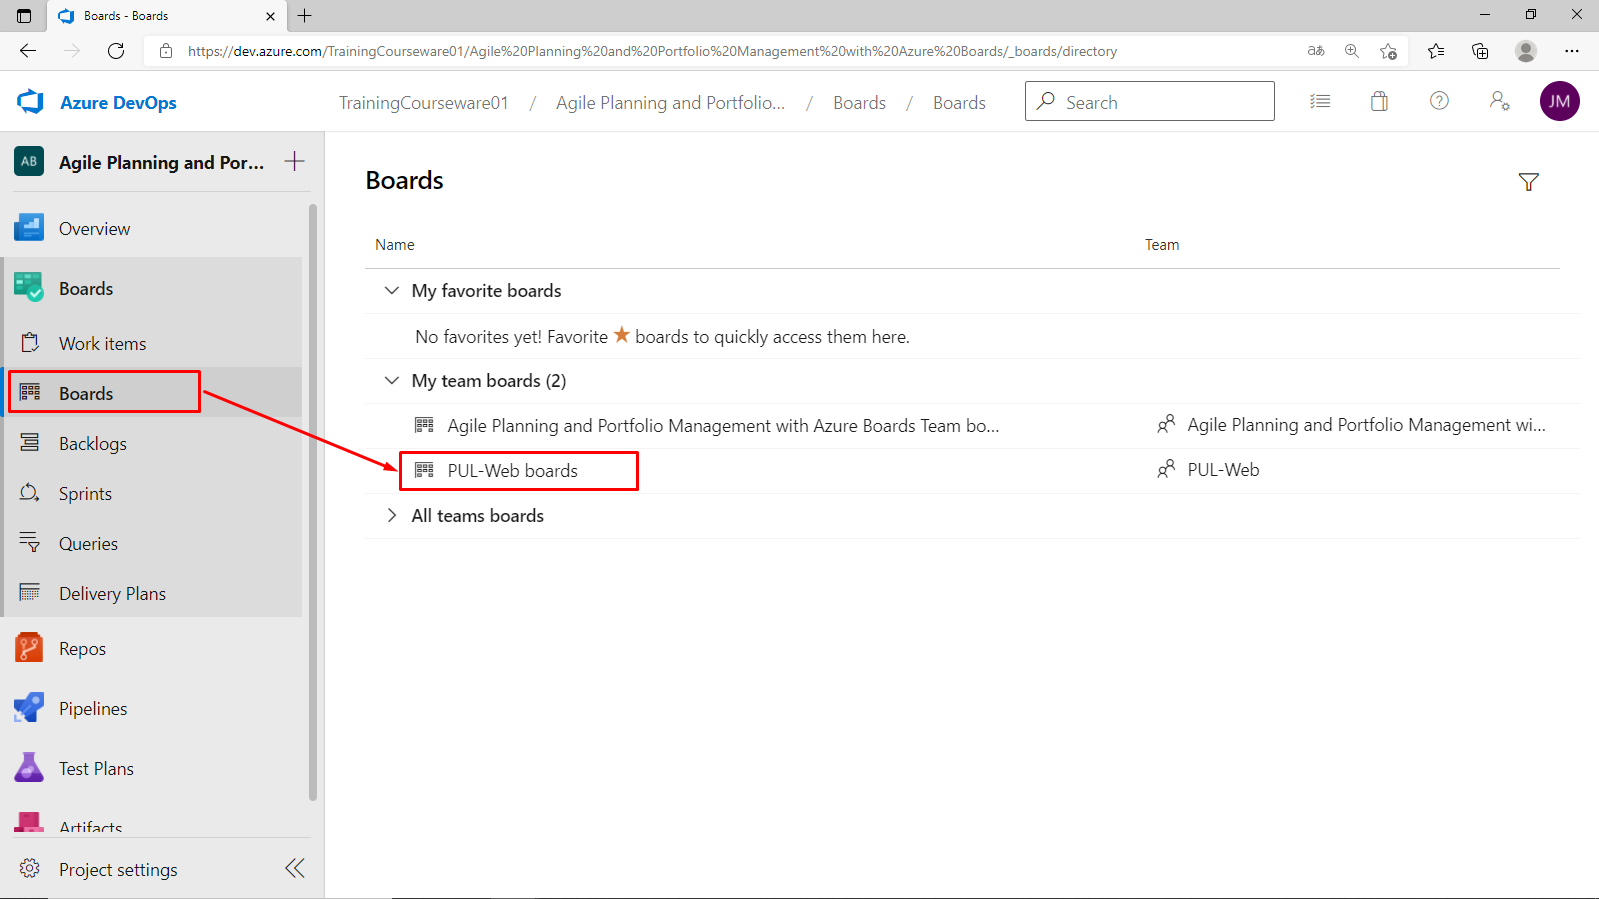 Boards - Boards
https://dev.azure.com/TrainingCourseware01/Agile%20Planning%20and%20Portfolio%20Management%20with%20Azure%20Boards/_boards/directory
aあ
Azure DevOps
TrainingCourseware01 / Agile Planning and Portfolio... / Boards / Boards
Search
JM
AB
Agile Planning and Por...
Overview
Boards
Work items
Boards
Backlogs
Sprints
Queries
Delivery Plans
Repos
Pipelines
Test Plans
Artifacts
Project settings
Boards
Name Team
My favorite boards
No favorites yet! Favorite ★ boards to quickly access them here.
My team boards (2)
Agile Planning and Portfolio Management with Azure Boards Team bo... Agile Planning and Portfolio Management wi...
PUL-Web boards PUL-Web
All teams boards